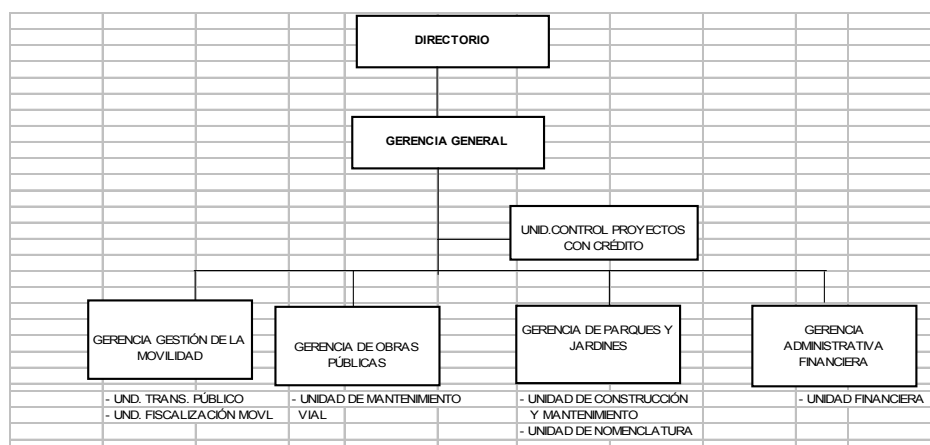 DIRECTORIO
GERENCIA GENERAL
UNID.CONTROL PROYECTOS
CON CRÉDITO
GERENCIA GESTIÓN DE LA
MOVILIDAD
GERENCIA DE OBRAS
PÚBLICAS
GERENCIA DE PARQUES Y
JARDINES
GERENCIA
ADMINISTRATIVA
FINANCIERA
- UND. TRANS. PÚBLICO
- UND. FISCALIZACIÓN MOVL
- UNIDAD DE MANTENIMIENTO
VIAL
- UNIDAD DE CONSTRUCCIÓN
Y MANTENIMIENTO
- UNIDAD DE NOMENCLATURA
- UNIDAD FINANCIERA